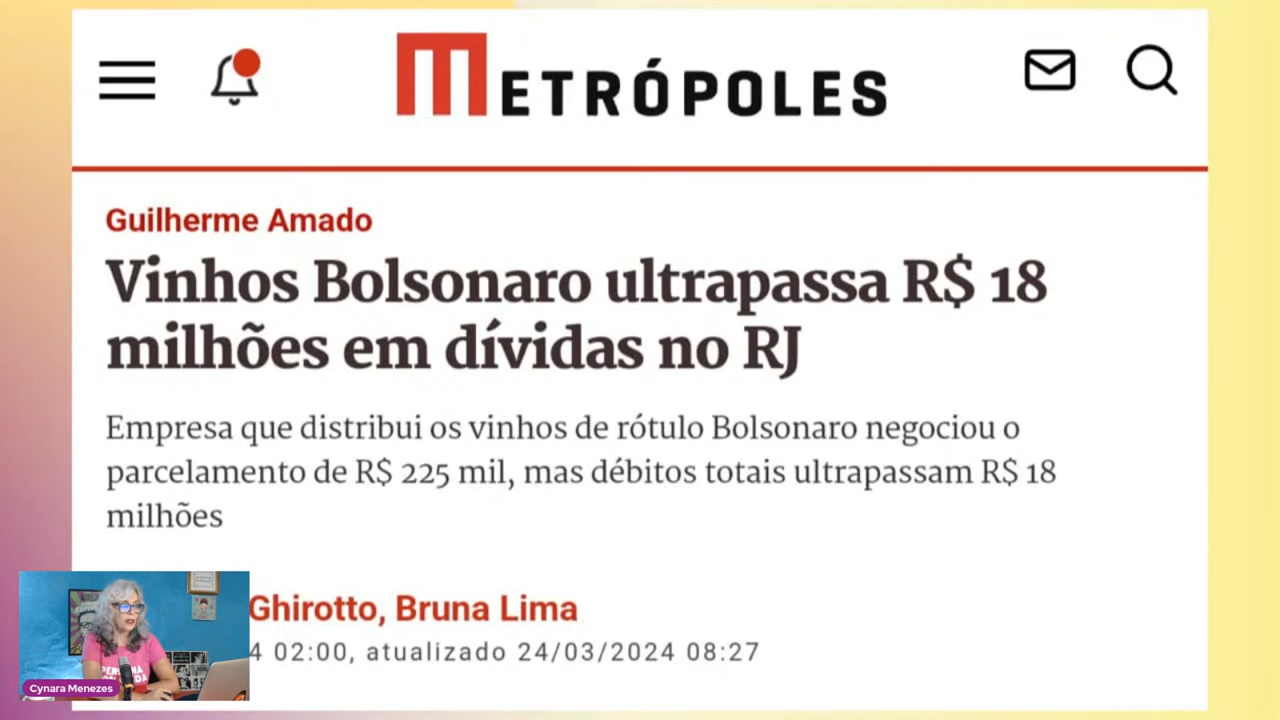 METRÓPOLES
Guilherme Amado
Vinhos Bolsonaro ultrapassa R$ 18
milhões em dívidas no RJ
Empresa que distribui os vinhos de rótulo Bolsonaro negociou o
parcelamento de R$ 225 mil, mas débitos totais ultrapassam R$ 18
milhões
Ghirotto, Bruna Lima
4 02:00, atualizado 24/03/2024 08:27
Cynara Menezes